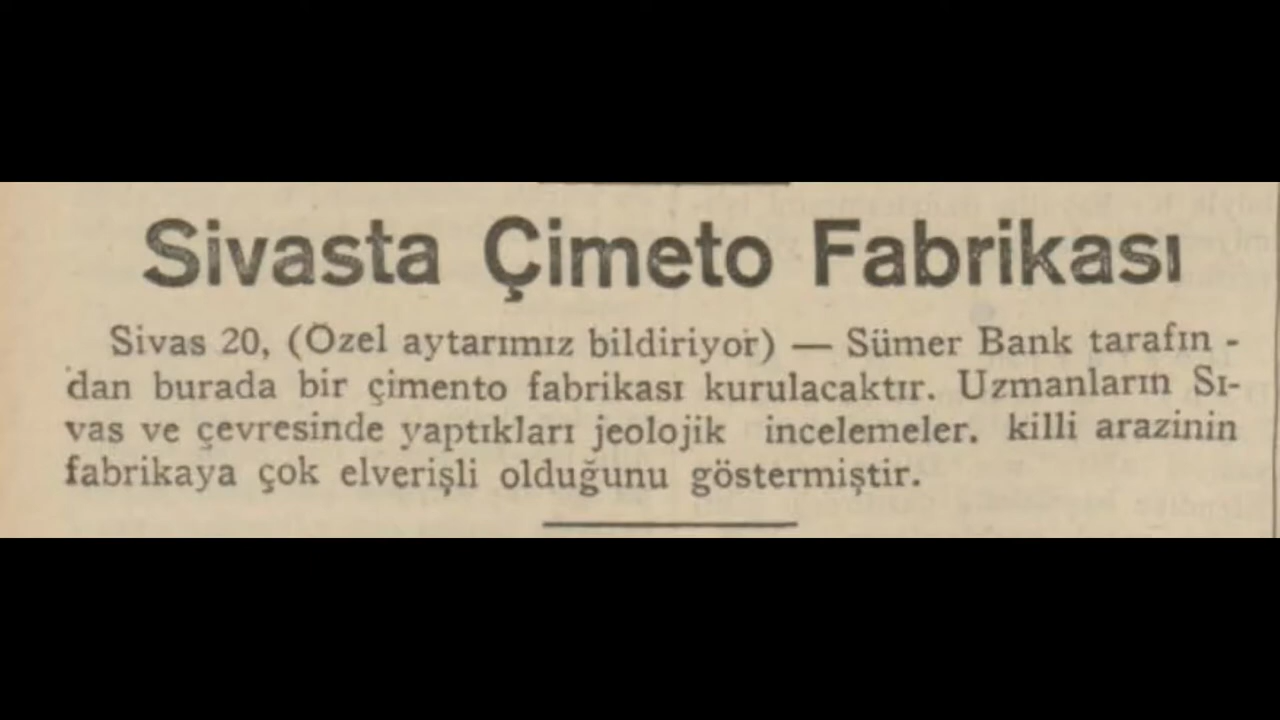 Sivasta Çimeto Fabrikası
Sivas 20, (Özel aytarımız bildiriyor) — Sümer Bank tarafın -
dan burada bir çimento fabrikası kurulacaktır. Uzmanların Sı-
vas ve çevresinde yaptıkları jeolojik incelemeler. killi arazinin
fabrikaya çok elverişli olduğunu göstermiştir.